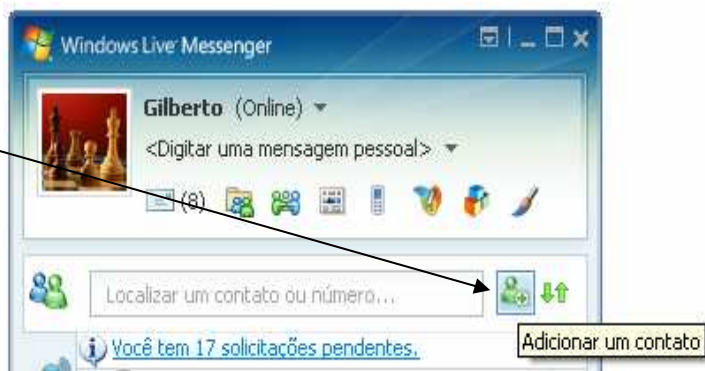 Windows Live Messenger
Gilberto (Online)
<Digitar uma mensagem pessoal>
(8)
Localizar um contato ou número...
Adicionar um contato
Você tem 17 solicitações pendentes.